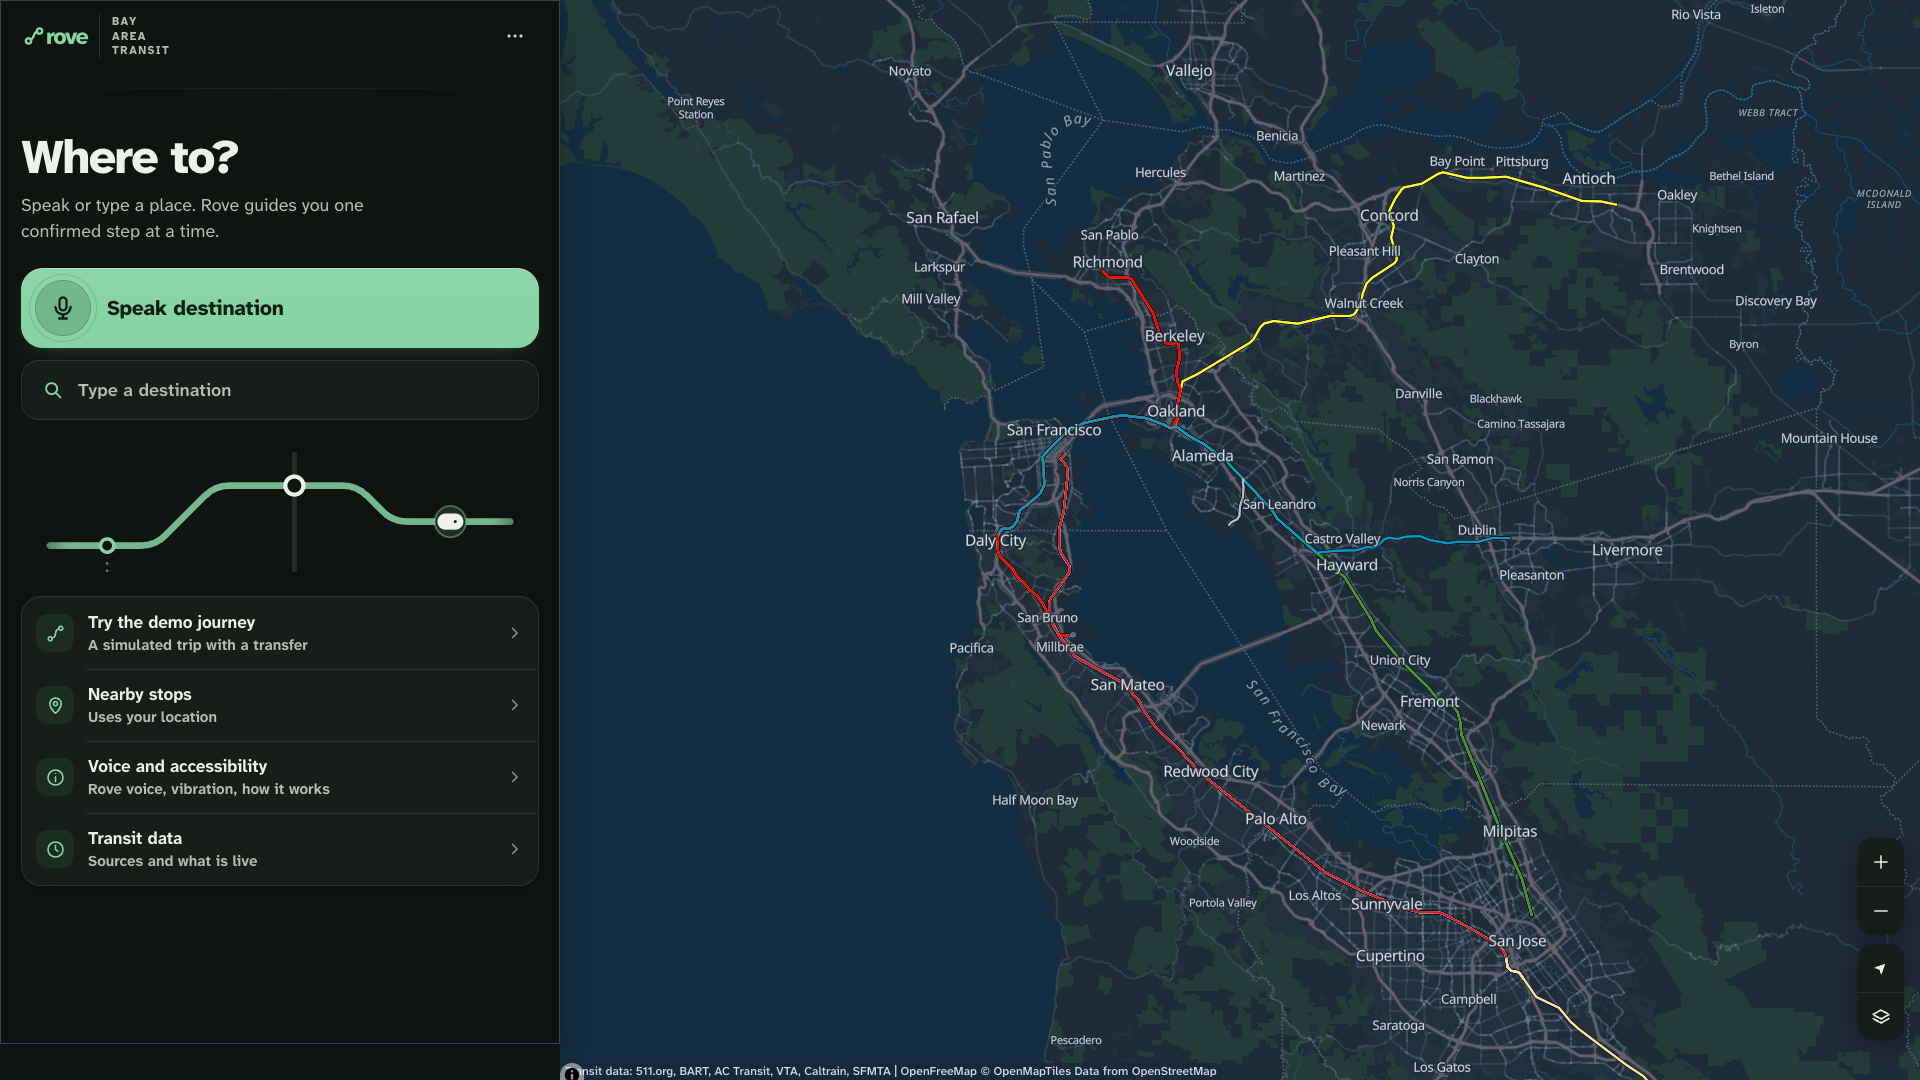 rove
BAY
AREA
TRANSIT
Where to?
Speak or type a place. Rove guides you one
confirmed step at a time.
Speak destination
Type a destination
Try the demo journey
A simulated trip with a transfer
Nearby stops
Uses your location
Voice and accessibility
Rove voice, vibration, how it works
Transit data
Sources and what is live
Rio Vista
Isleton
Novato
Vallejo
Point Reyes
Station
San Pablo Bay
WEBB TRACT
Benicia
Hercules
Martinez
Bay Point
Pittsburg
Antioch
Bethel Island
Oakley
MCDONALD
ISLAND
San Rafael
Concord
San Pablo
Knightsen
Richmond
Pleasant Hill
Clayton
Larkspur
Brentwood
Mill Valley
Walnut Creek
Discovery Bay
Berkeley
Byron
Danville
Blackhawk
Oakland
Camino Tassajara
San Francisco
Mountain House
Alameda
San Ramon
Norris Canyon
San Leandro
Dublin
Daly City
Castro Valley
Livermore
Hayward
Pleasanton
San Bruno
Pacifica
Millbrae
Union City
San Mateo
Fremont
San Francisco Bay
Newark
Redwood City
Half Moon Bay
Palo Alto
Milpitas
Woodside
Los Altos
Portola Valley
Sunnyvale
San Jose
Cupertino
Campbell
Saratoga
Pescadero
Los Gatos
nsit data: 511.org, BART, AC Transit, VTA, Caltrain, SFMTA | OpenFreeMap © OpenMapTiles Data from OpenStreetMap